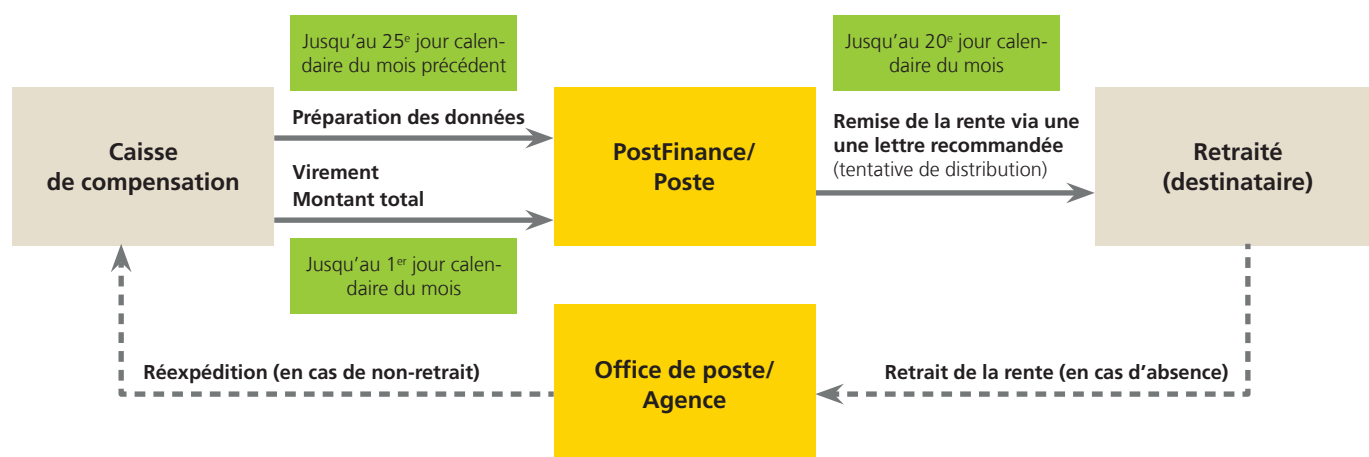 Jusqu'au 25e jour calen-
daire du mois précédent
Jusqu'au 20e jour calen-
daire du mois
Caisse
de compensation
Préparation des données
Virement
Montant total
PostFinance/
Poste
Remise de la rente via une
une lettre recommandée
(tentative de distribution)
Retraité
(destinataire)
Jusqu'au 1er jour calen-
daire du mois
Réexpédition (en cas de non-retrait)
Office de poste/
Agence
Retrait de la rente (en cas d'absence)